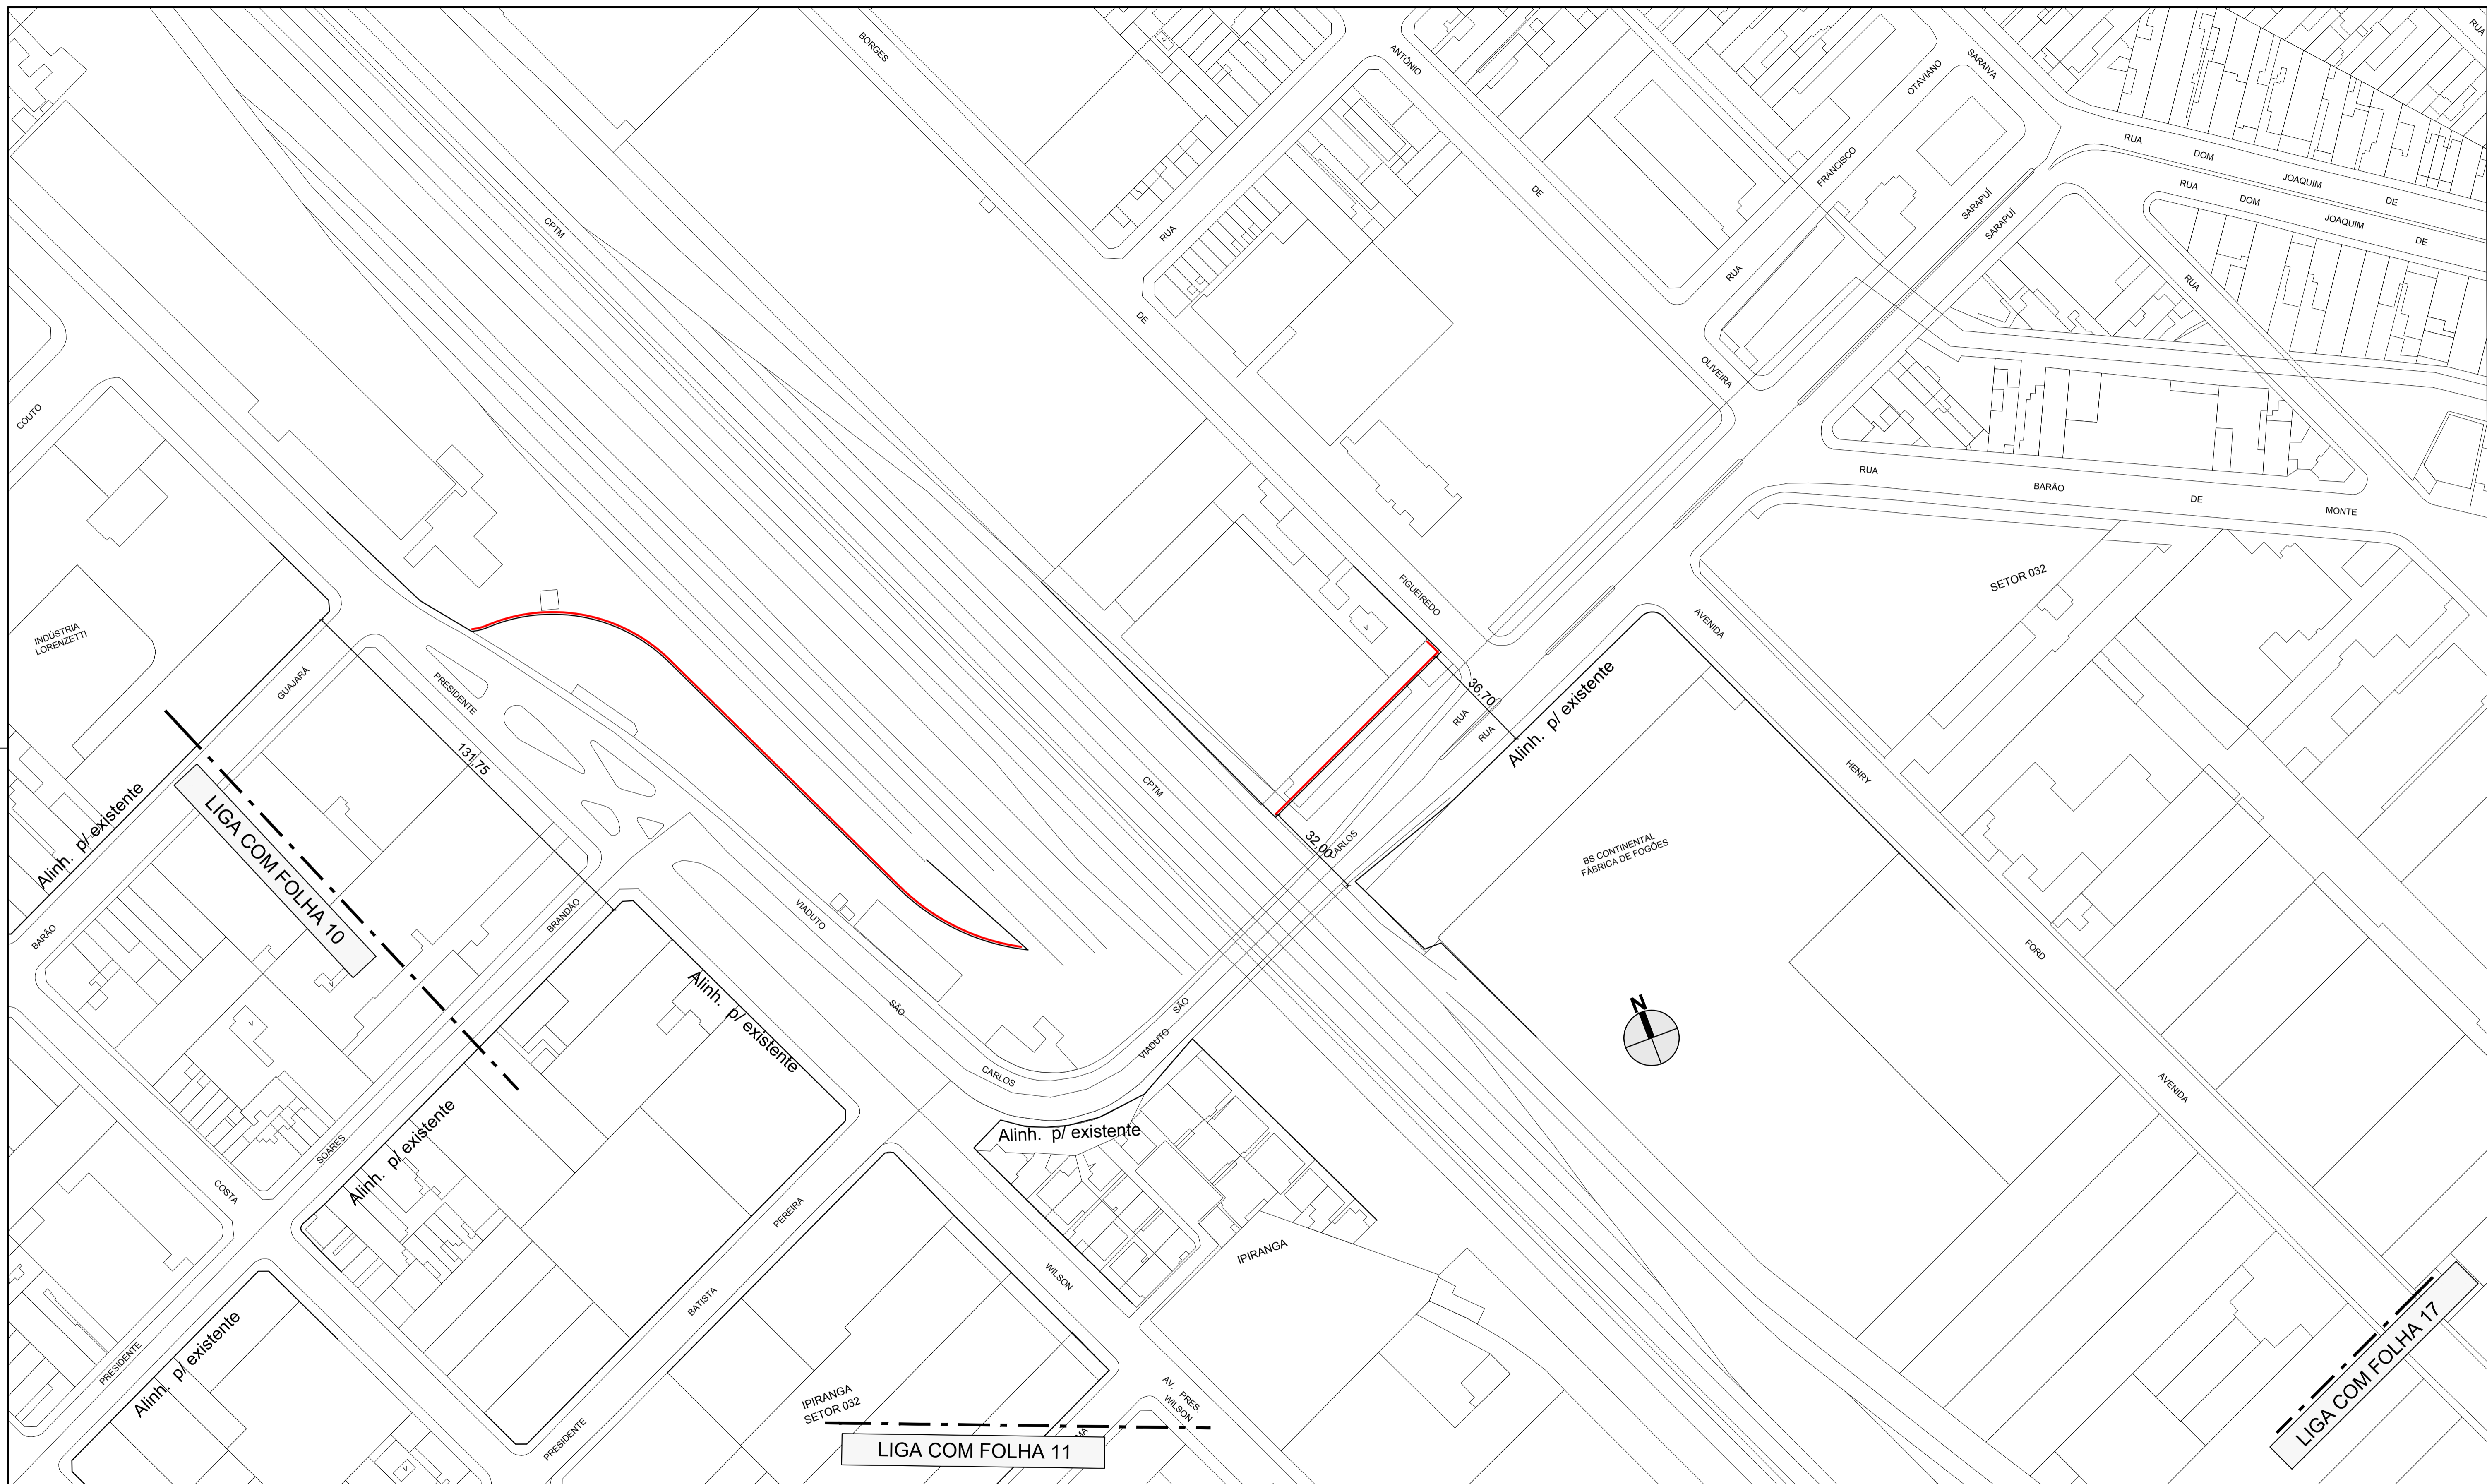 BORGES
ANTÔNIO
SARAIVA
RUA
OTAVIANO
RUA
DOM
JOAQUIM
DE
RUA
DOM
JOAQUIM
DE
FRANCISCO
DE
SARAPUÍ
SARAPUÍ
CPTM
RUA
RUA
RUA
DE
OLIVEIRA
COUTO
RUA
BARÃO
DE
MONTE
SETOR 032
FIGUEIREDO
AVENIDA
INDÚSTRIA
LORENZETTI
GUAJARÁ
PRESIDENTE
36,70
RUA
RUA
Alinh. p/ existente
131,75
CPTM
HENRY
Alinh. p/ existente
LIGA COM FOLHA 10
32,00
CARLOS
BS CONTINENTAL
FÁBRICA DE FOGÕES
BARÃO
BRANDÃO
VIADUTO
FORD
Alinh. p/ existente
SÃO
SÃO
VIADUTO
N
CARLOS
AVENIDA
Alinh. p/ existente
Alinh. p/ existente
SOARES
COSTA
PEREIRA
IPIRANGA
WILSON
BATISTA
PRESIDENTE
Alinh. p/ existente
AV. PRES.
WILSON
IPIRANGA
SETOR 032
PRESIDENTE
MA
LIGA COM FOLHA 11
LIGA COM FOLHA 17